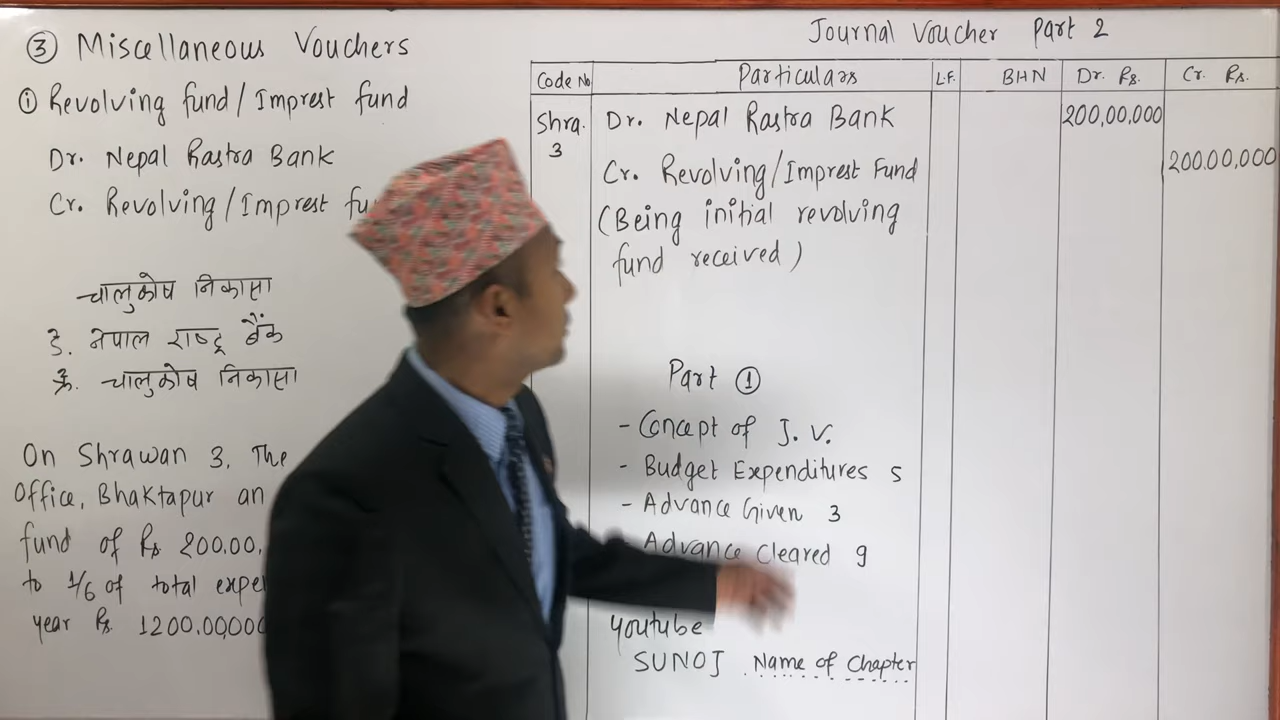 ③ Miscellaneous Vouchers
① Revolving fund/Imprest fund
Dr. Nepal Rastra Bank
Cr. Revolving/Imprest fu
चालुकोष निकासा
डे. नेपाल राष्ट्र बैंक
क्रे. चालुकोष निकासा
On Shrawan 3, The
Office, Bhaktapur an
fund of Rs 200,00,
to 1/6 of total expe
year Rs. 1200,00,000
Journal Voucher Part 2
Code No Particulars L.F. BHN Dr. Rs. Cr. Rs.
Shra. Dr. Nepal Rastra Bank 200,00,000
3
Cr. Revolving/Imprest Fund 200,00,000
(Being initial revolving
fund received)
Part ①
- Concept of J.V.
- Budget Expenditures 5
- Advance Given 3
- Advance Cleared 9
Youtube
SUNOJ Name of Chapter